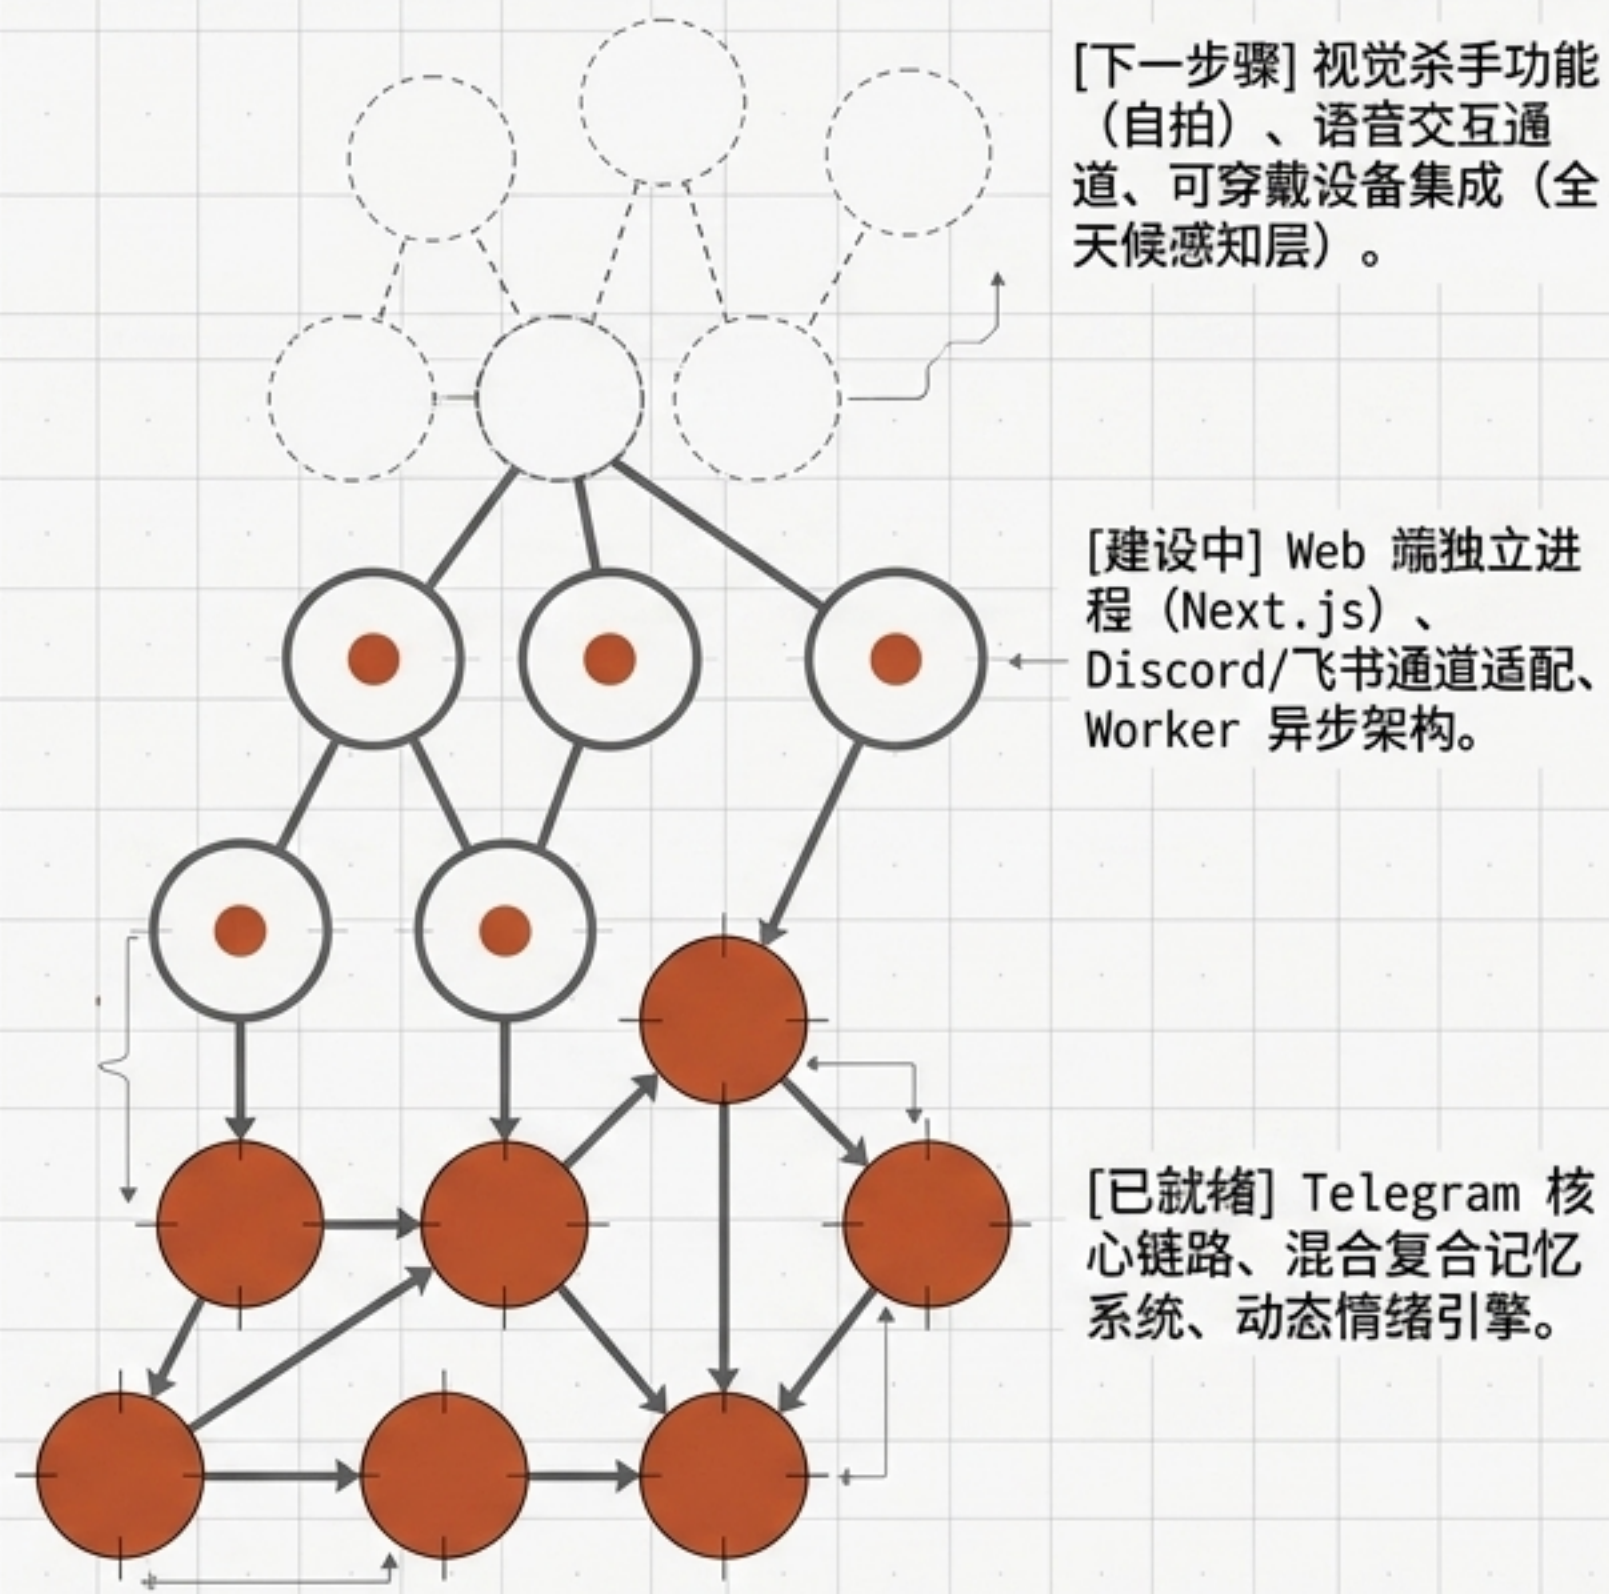 [下一步骤] 视觉杀手功能
（自拍）、语音交互通
道、可穿戴设备集成（全
天候感知层）。
[建设中] Web 端独立进
程（Next.js）、
Discord/飞书通道适配、
Worker 异步架构。
[已就绪] Telegram 核
心链路、混合复合记忆
系统、动态情绪引擎。